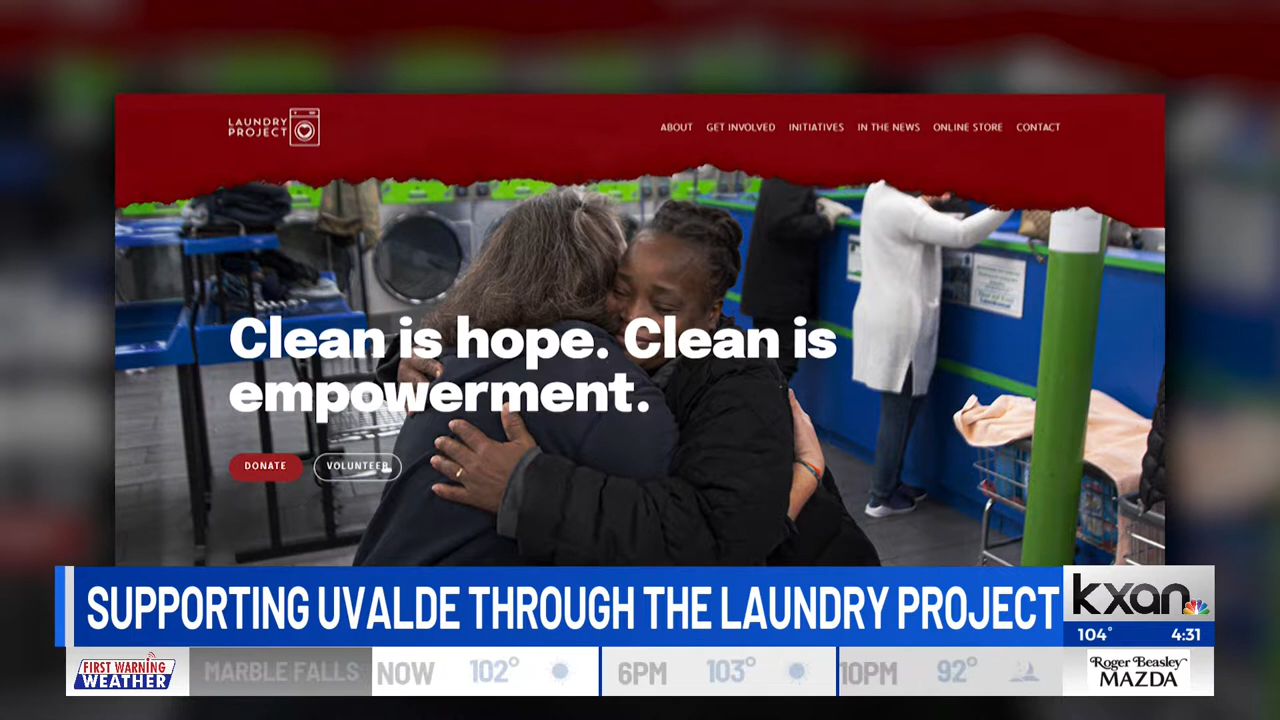 LAUNDRY
PROJECT
ABOUT GET INVOLVED INITIATIVES IN THE NEWS ONLINE STORE CONTACT
Clean is hope. Clean is
empowerment.
DONATE VOLUNTEER
SUPPORTING UVALDE THROUGH THE LAUNDRY PROJECT
kxan
104° 4:31
FIRST WARNING
WEATHER
MARBLE FALLS NOW 102° 6PM 103° 10PM 92°
Roger Beasley
MAZDA